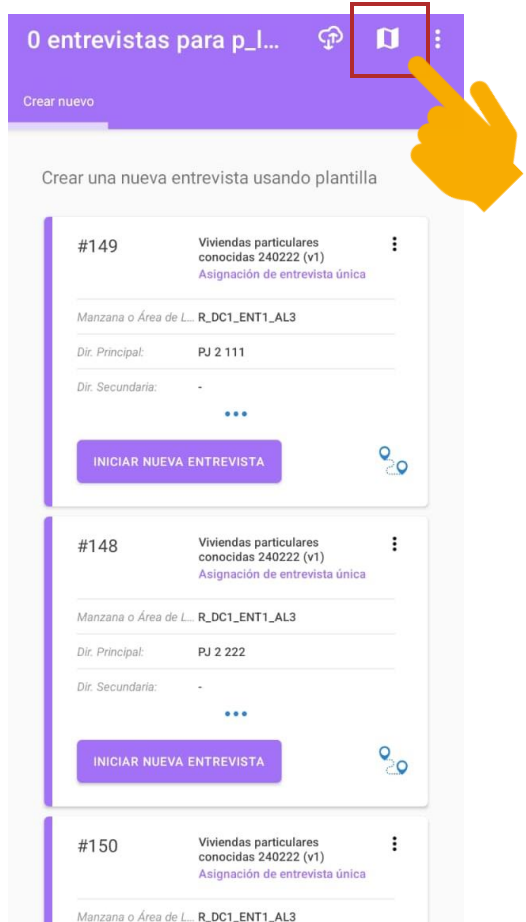 0 entrevistas para p_l...
Crear nuevo
Crear una nueva entrevista usando plantilla
#149
Viviendas particulares
conocidas 240222 (v1)
Asignación de entrevista única
Manzana o Área de L... R_DC1_ENT1_AL3
Dir. Principal: PJ 2 111
Dir. Secundaria: -
INICIAR NUEVA ENTREVISTA
#148
Viviendas particulares
conocidas 240222 (v1)
Asignación de entrevista única
Manzana o Área de L... R_DC1_ENT1_AL3
Dir. Principal: PJ 2 222
Dir. Secundaria: -
INICIAR NUEVA ENTREVISTA
#150
Viviendas particulares
conocidas 240222 (v1)
Asignación de entrevista única
Manzana o Área de L... R_DC1_ENT1_AL3